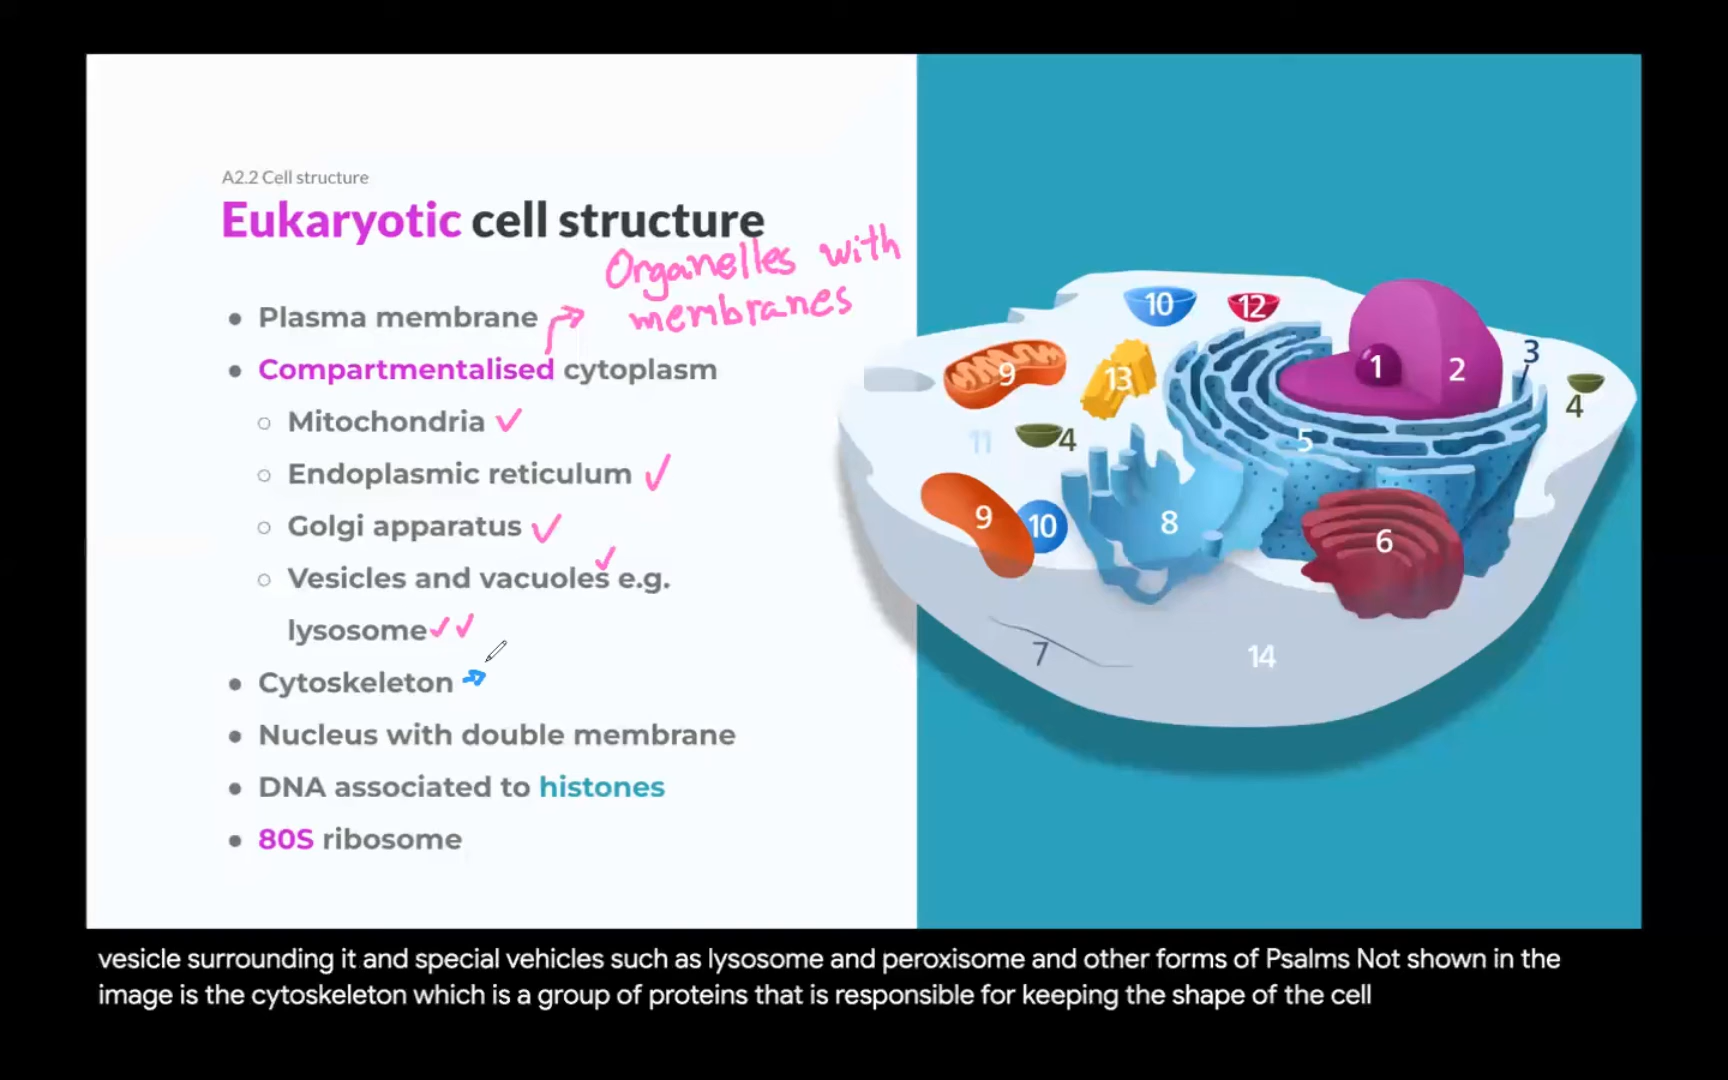 A2.2 Cell structure
Eukaryotic cell structure
Organelles with
membranes
Plasma membrane
Compartmentalised cytoplasm
Mitochondria
Endoplasmic reticulum
Golgi apparatus
Vesicles and vacuoles e.g.
lysosome
Cytoskeleton
Nucleus with double membrane
DNA associated to histones
80S ribosome
10
12
1
2
3
4
9
13
11
4
5
9
10
8
6
7
14
vesicle surrounding it and special vehicles such as lysosome and peroxisome and other forms of Psalms Not shown in the
image is the cytoskeleton which is a group of proteins that is responsible for keeping the shape of the cell